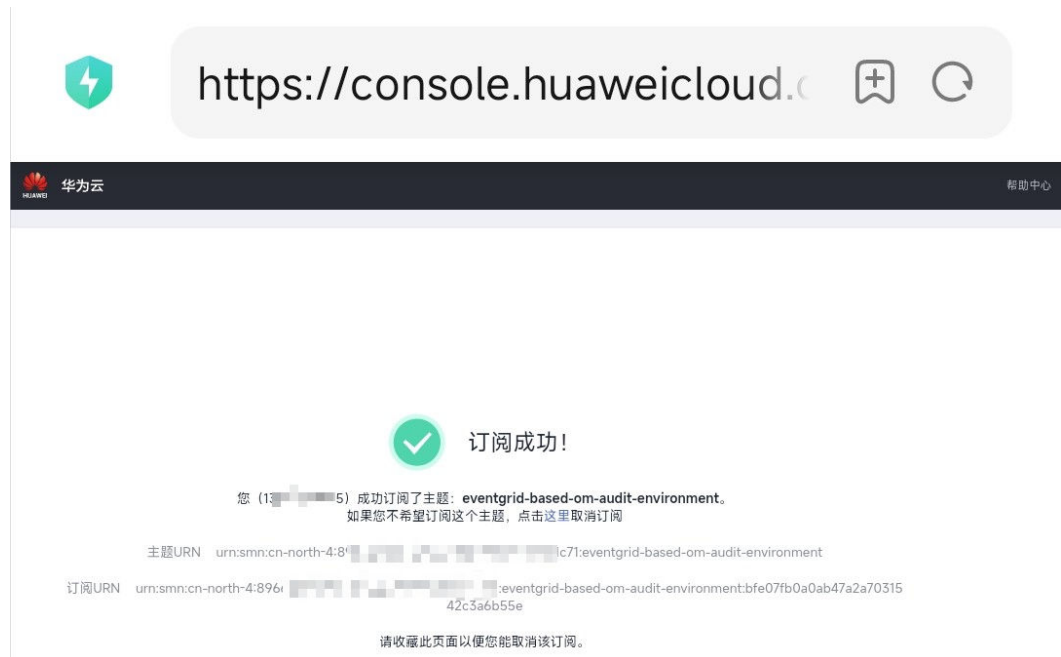 https://console.huaweicloud.
HUAWEI 华为云 帮助中心
订阅成功！
您（13 5）成功订阅了主题：eventgrid-based-om-audit-environment。
如果您不希望订阅这个主题，点击这里取消订阅
主题URN urn:smn:cn-north-4:8 c71:eventgrid-based-om-audit-environment
订阅URN urn:smn:cn-north-4:896 :eventgrid-based-om-audit-environment:bfe07fb0a0ab47a2a70315
42c3a6b55e
请收藏此页面以便您能取消该订阅。